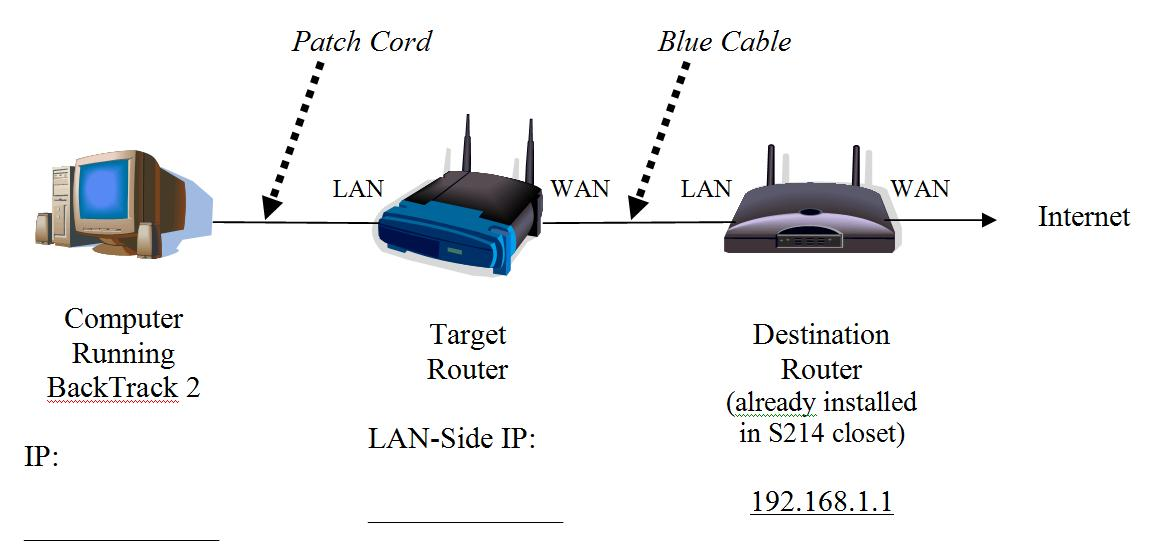 Patch Cord
Blue Cable
LAN
WAN
LAN
WAN
Internet
Computer
Running
BackTrack 2
IP:
Target
Router
LAN-Side IP:
Destination
Router
(already installed
in S214 closet)
192.168.1.1